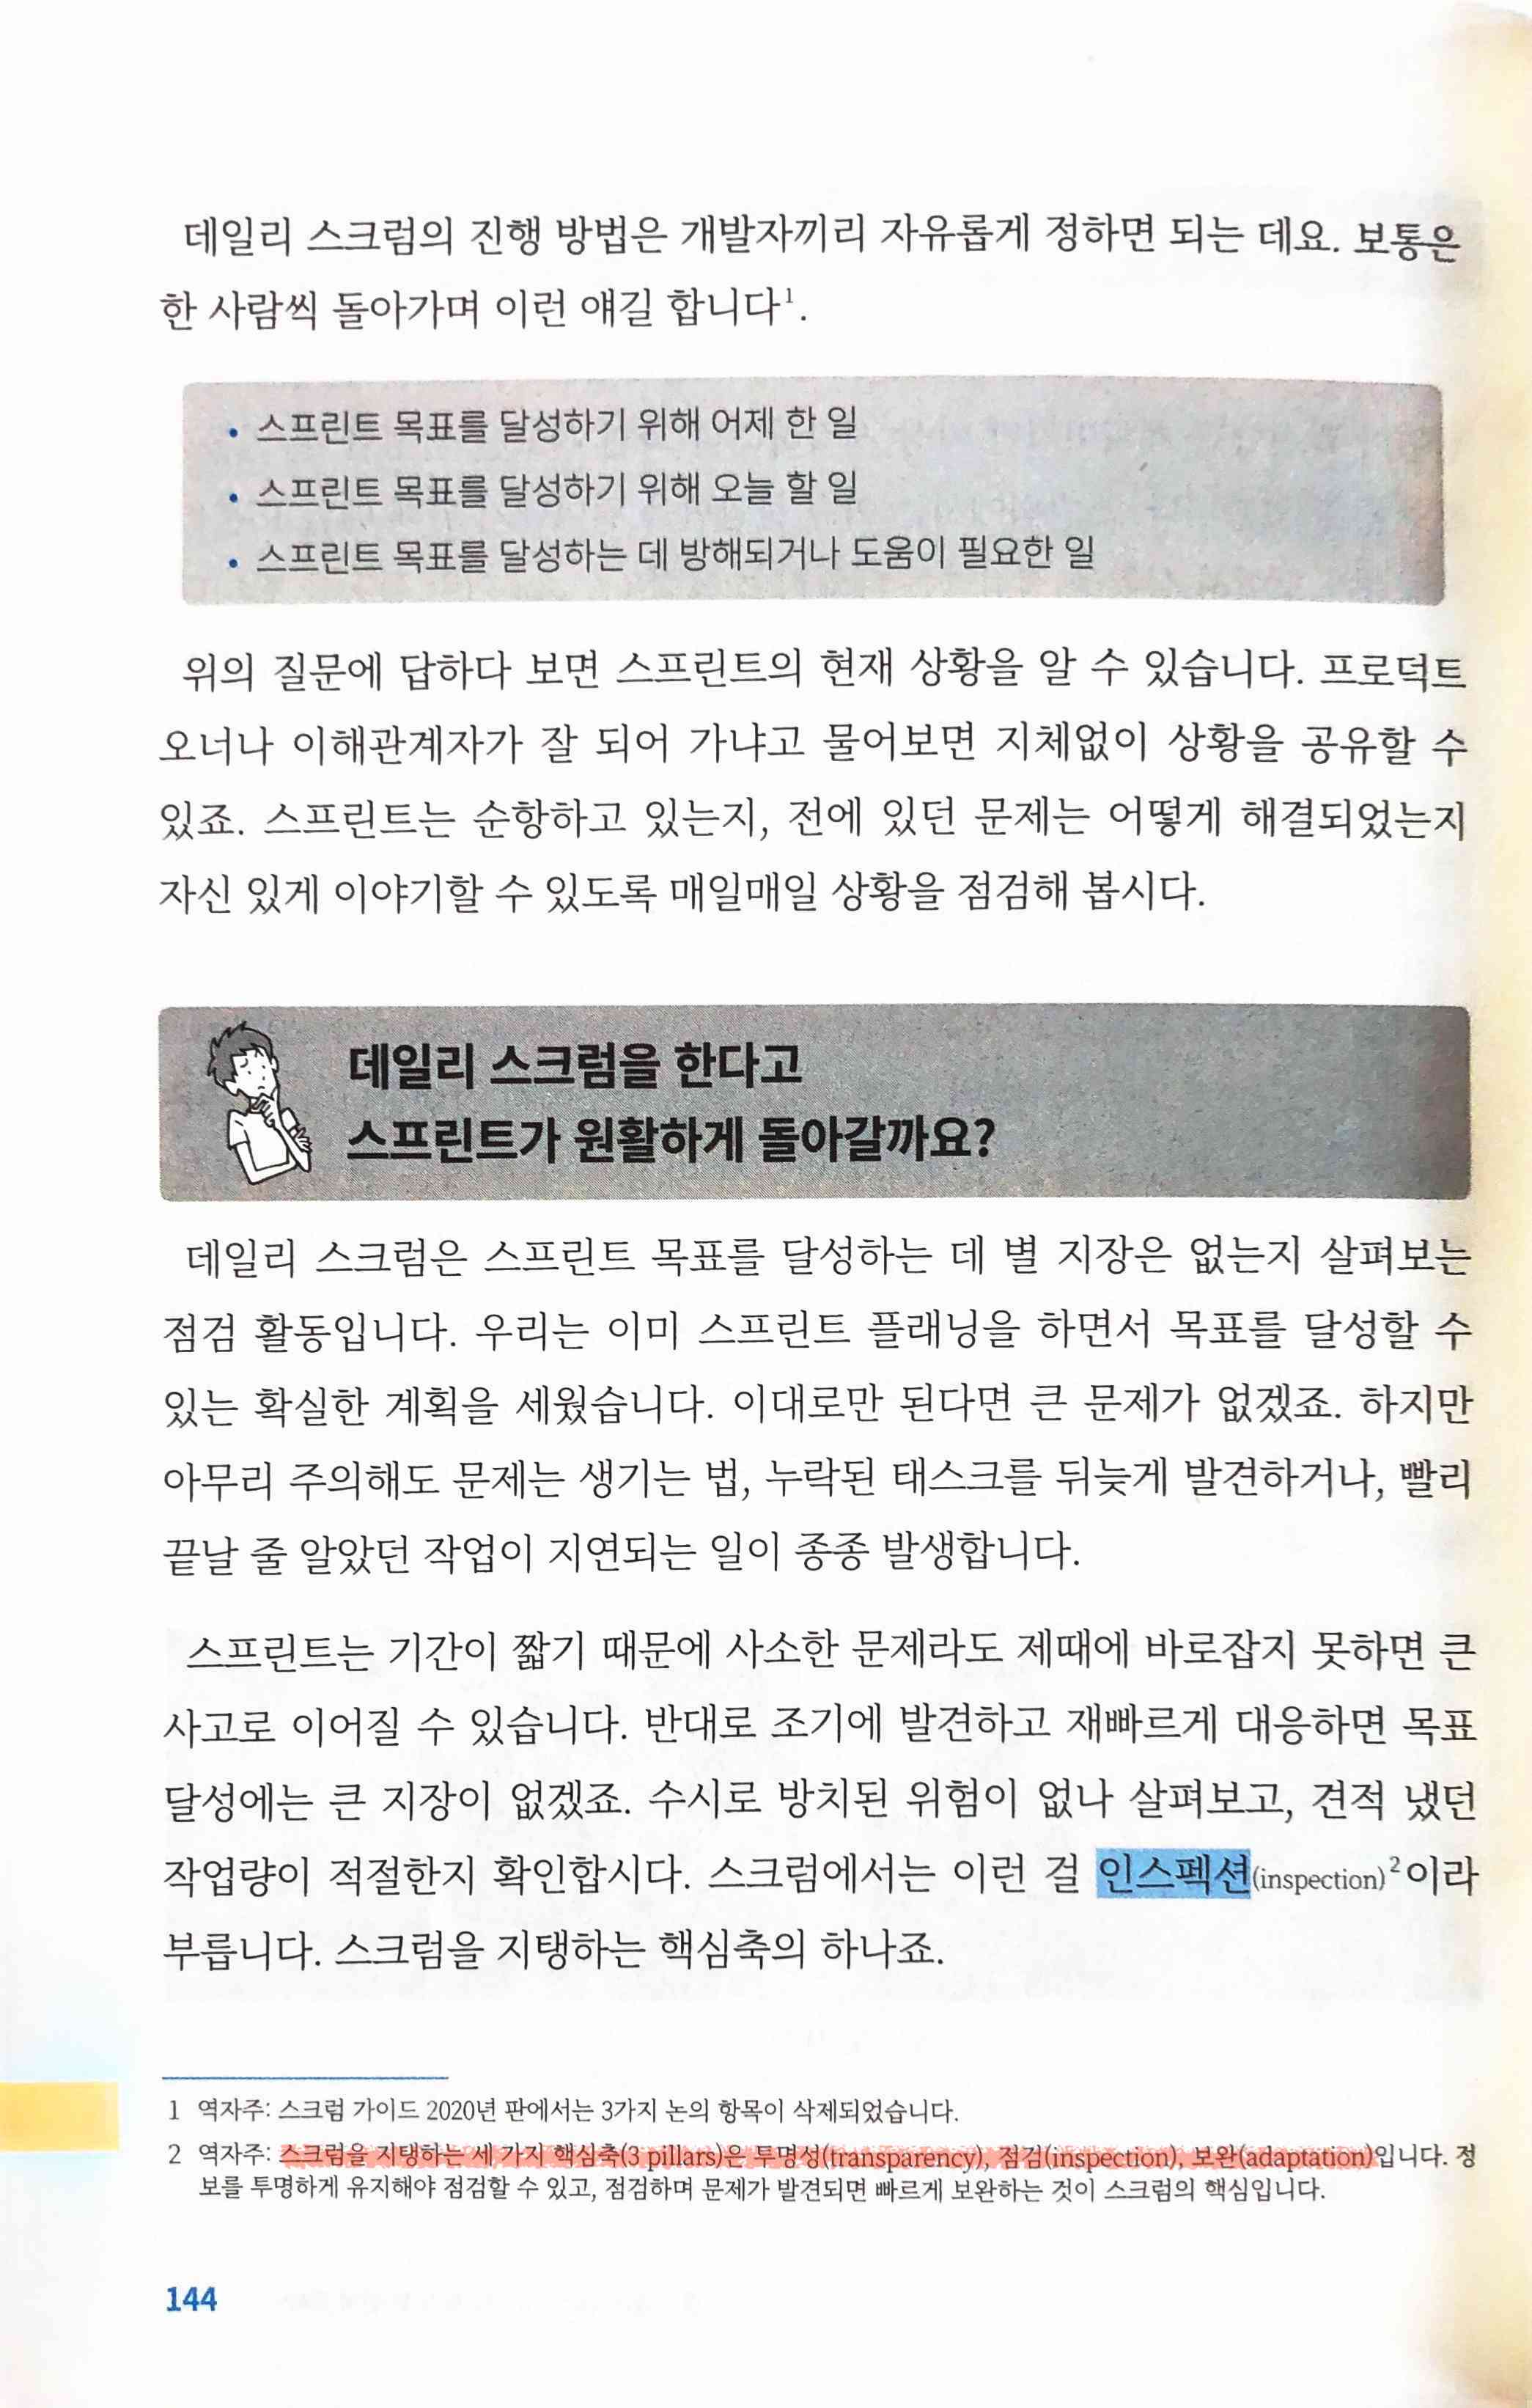 데일리 스크럼의 진행 방법은 개발자끼리 자유롭게 정하면 되는 데요. 보통은
한 사람씩 돌아가며 이런 얘길 합니다1.
• 스프린트 목표를 달성하기 위해 어제 한 일
• 스프린트 목표를 달성하기 위해 오늘 할 일
• 스프린트 목표를 달성하는 데 방해되거나 도움이 필요한 일
위의 질문에 답하다 보면 스프린트의 현재 상황을 알 수 있습니다. 프로덕트
오너나 이해관계자가 잘 되어 가냐고 물어보면 지체없이 상황을 공유할 수
있죠. 스프린트는 순항하고 있는지, 전에 있던 문제는 어떻게 해결되었는지
자신 있게 이야기할 수 있도록 매일매일 상황을 점검해 봅시다.
데일리 스크럼을 한다고
스프린트가 원활하게 돌아갈까요?
데일리 스크럼은 스프린트 목표를 달성하는 데 별 지장은 없는지 살펴보는
점검 활동입니다. 우리는 이미 스프린트 플래닝을 하면서 목표를 달성할 수
있는 확실한 계획을 세웠습니다. 이대로만 된다면 큰 문제가 없겠죠. 하지만
아무리 주의해도 문제는 생기는 법, 누락된 태스크를 뒤늦게 발견하거나, 빨리
끝날 줄 알았던 작업이 지연되는 일이 종종 발생합니다.
스프린트는 기간이 짧기 때문에 사소한 문제라도 제때에 바로잡지 못하면 큰
사고로 이어질 수 있습니다. 반대로 조기에 발견하고 재빠르게 대응하면 목표
달성에는 큰 지장이 없겠죠. 수시로 방치된 위험이 없나 살펴보고, 견적 냈던
작업량이 적절한지 확인합시다. 스크럼에서는 이런 걸 인스펙션(inspection)2이라
부릅니다. 스크럼을 지탱하는 핵심축의 하나죠.
1 역자주: 스크럼 가이드 2020년 판에서는 3가지 논의 항목이 삭제되었습니다.
2 역자주: 스크럼을 지탱하는 세 가지 핵심축(3 pillars)은 투명성(transparency), 점검(inspection), 보완(adaptation)입니다. 정
보를 투명하게 유지해야 점검할 수 있고, 점검하며 문제가 발견되면 빠르게 보완하는 것이 스크럼의 핵심입니다.
144